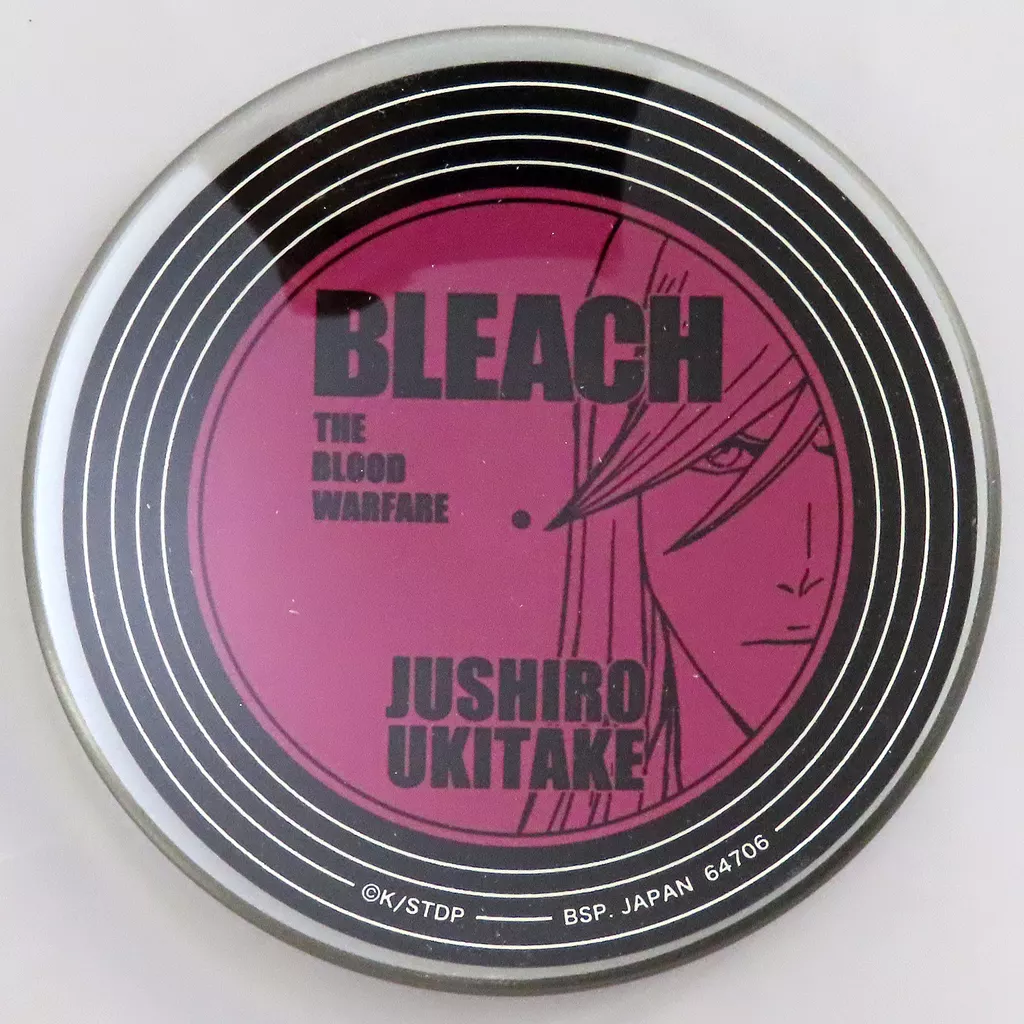 BLEACH
THE
BLOOD
WARFARE
JUSHIRO
UKITAKE
©K/STDP
BSP. JAPAN 64706